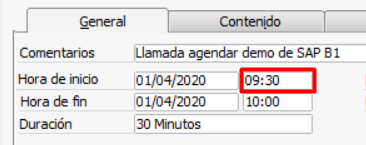 General Contenido
Comentarios Llamada agendar demo de SAP B1
Hora de inicio 01/04/2020 09:30
Hora de fin 01/04/2020 10:00
Duración 30 Minutos